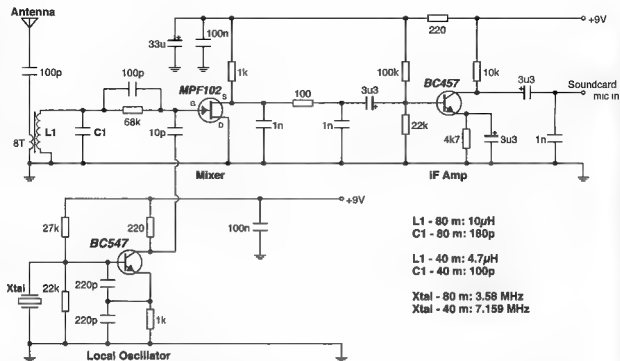 Antenna
100p
8T
L1
C1
100p
68k
10p
33u
100n
1k
MPF102
G
S
D
1n
100
1n
3u3
Mixer
100k
22k
220
+9V
BC457
10k
4k7
3u3
3u3
1n
Soundcard
mic in
iF Amp
+9V
27k
220
100n
BC547
Xtal
22k
220p
220p
1k
Local Oscillator
L1 - 80 m: 10µH
C1 - 80 m: 180p
L1 - 40 m: 4.7µH
C1 - 40 m: 100p
Xtal - 80 m: 3.58 MHz
Xtal - 40 m: 7.159 MHz